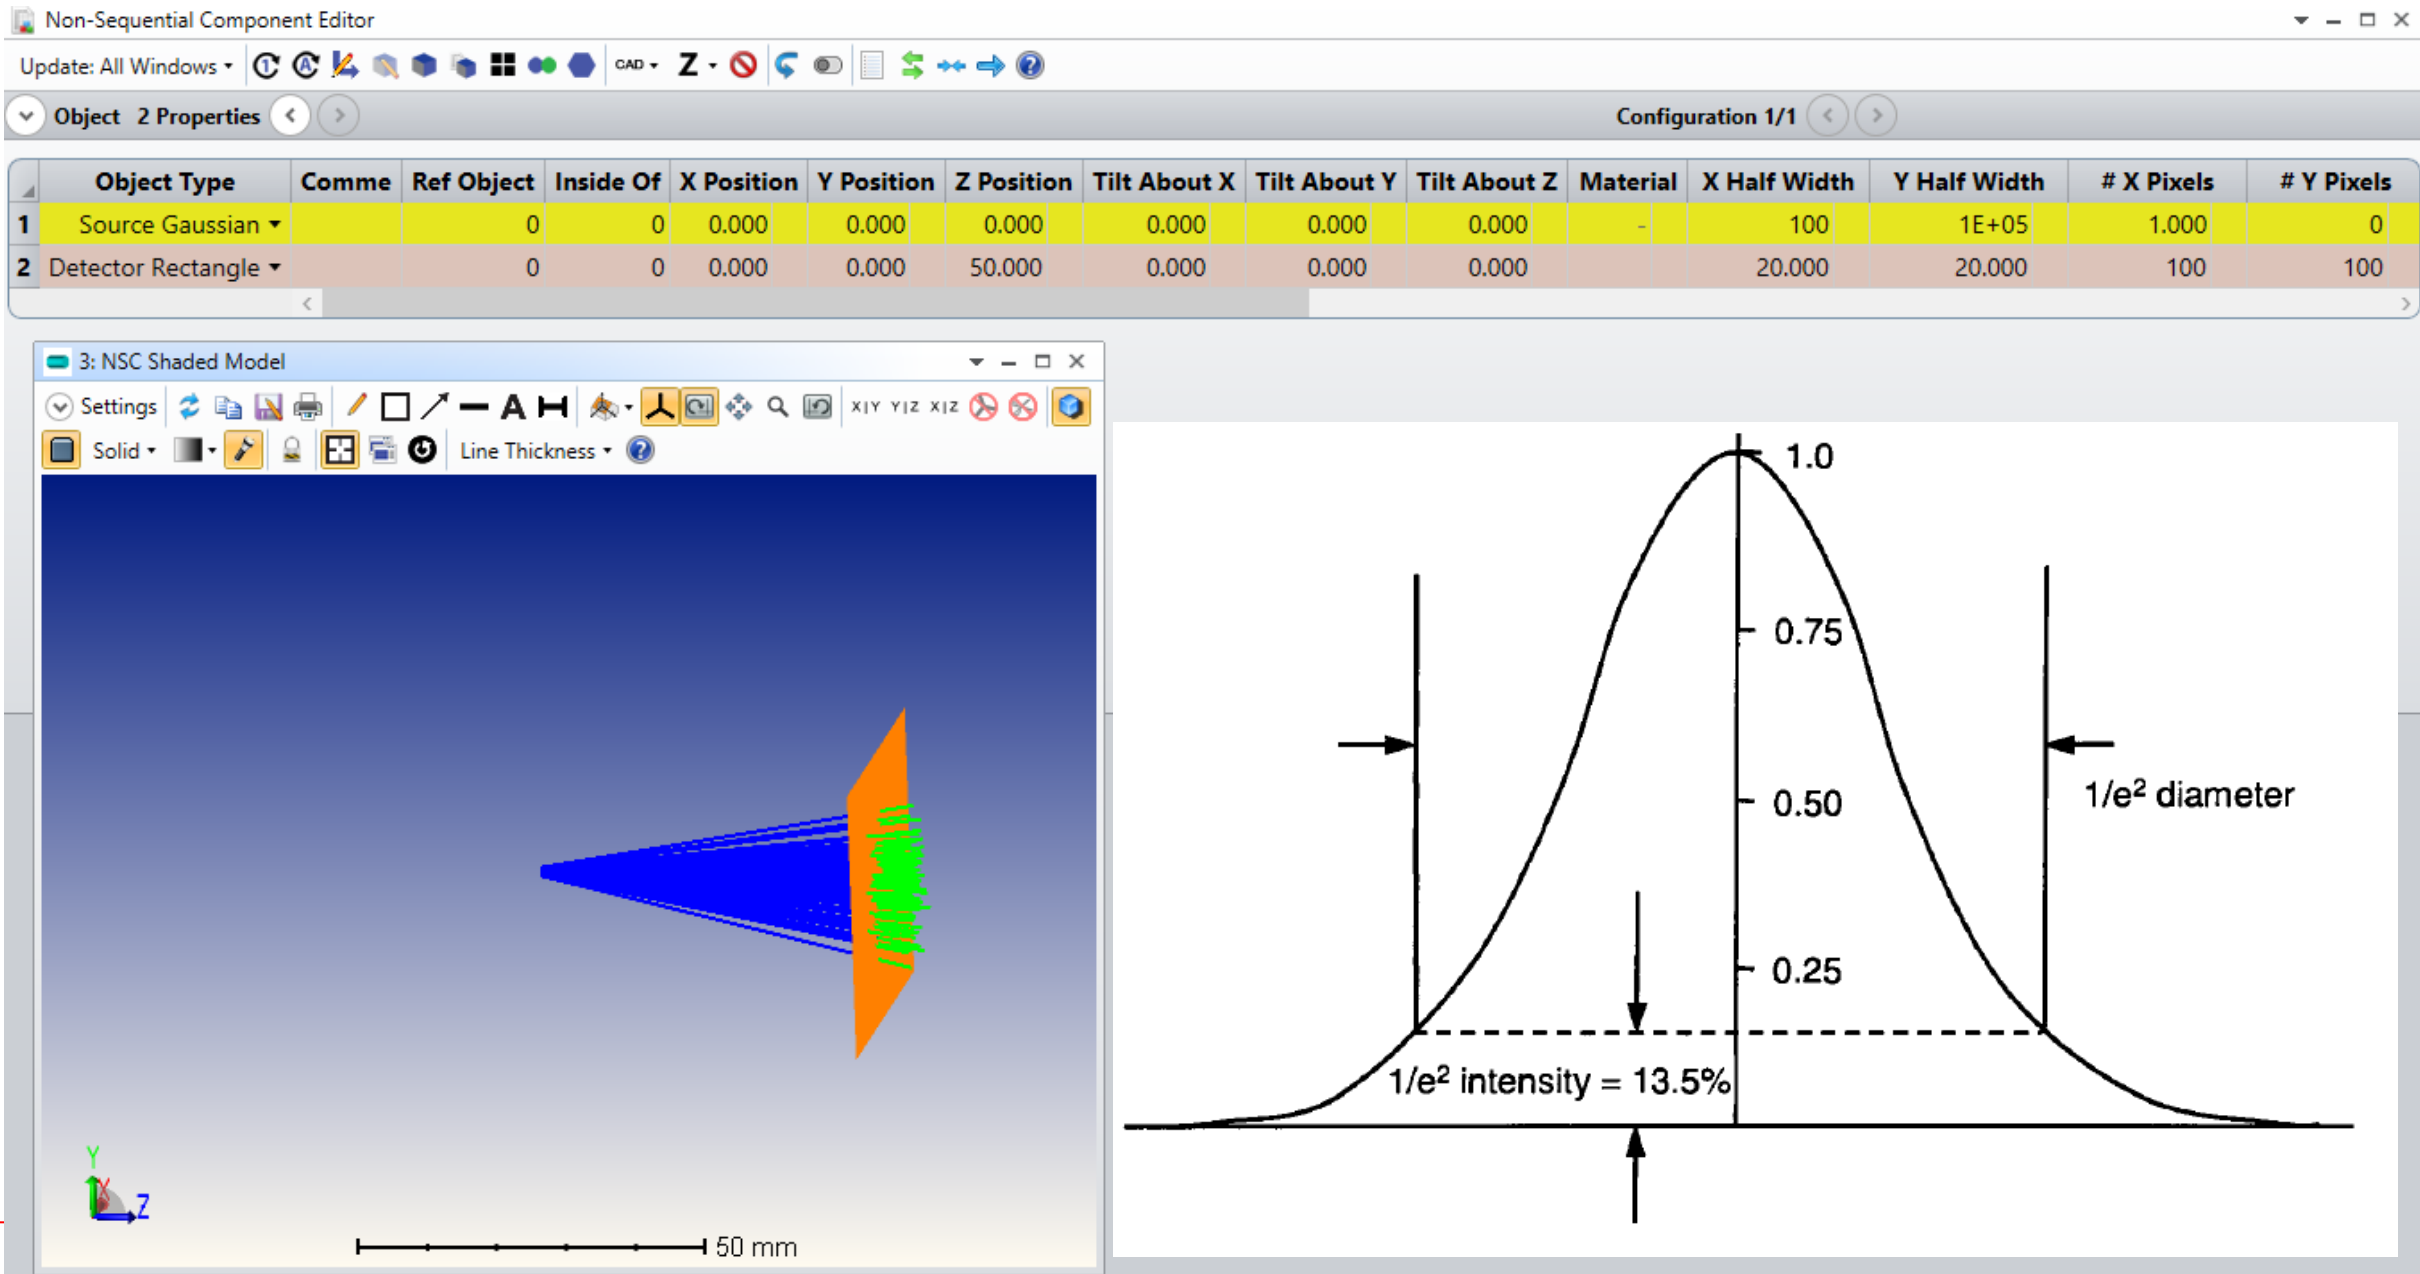 Non-Sequential Component Editor
Update: All Windows CAD Z
Object 2 Properties Configuration 1/1
Object Type Comme Ref Object Inside Of X Position Y Position Z Position Tilt About X Tilt About Y Tilt About Z Material X Half Width Y Half Width # X Pixels # Y Pixels
1 Source Gaussian 0 0 0.000 0.000 0.000 0.000 0.000 0.000 - 100 1E+05 1.000 0
2 Detector Rectangle 0 0 0.000 0.000 50.000 0.000 0.000 0.000 20.000 20.000 100 100
3: NSC Shaded Model
Settings A X|Y Y|Z X|Z
Solid Line Thickness
Y
X
Z
50 mm
1.0
0.75
0.50
1/e² diameter
0.25
1/e² intensity = 13.5%